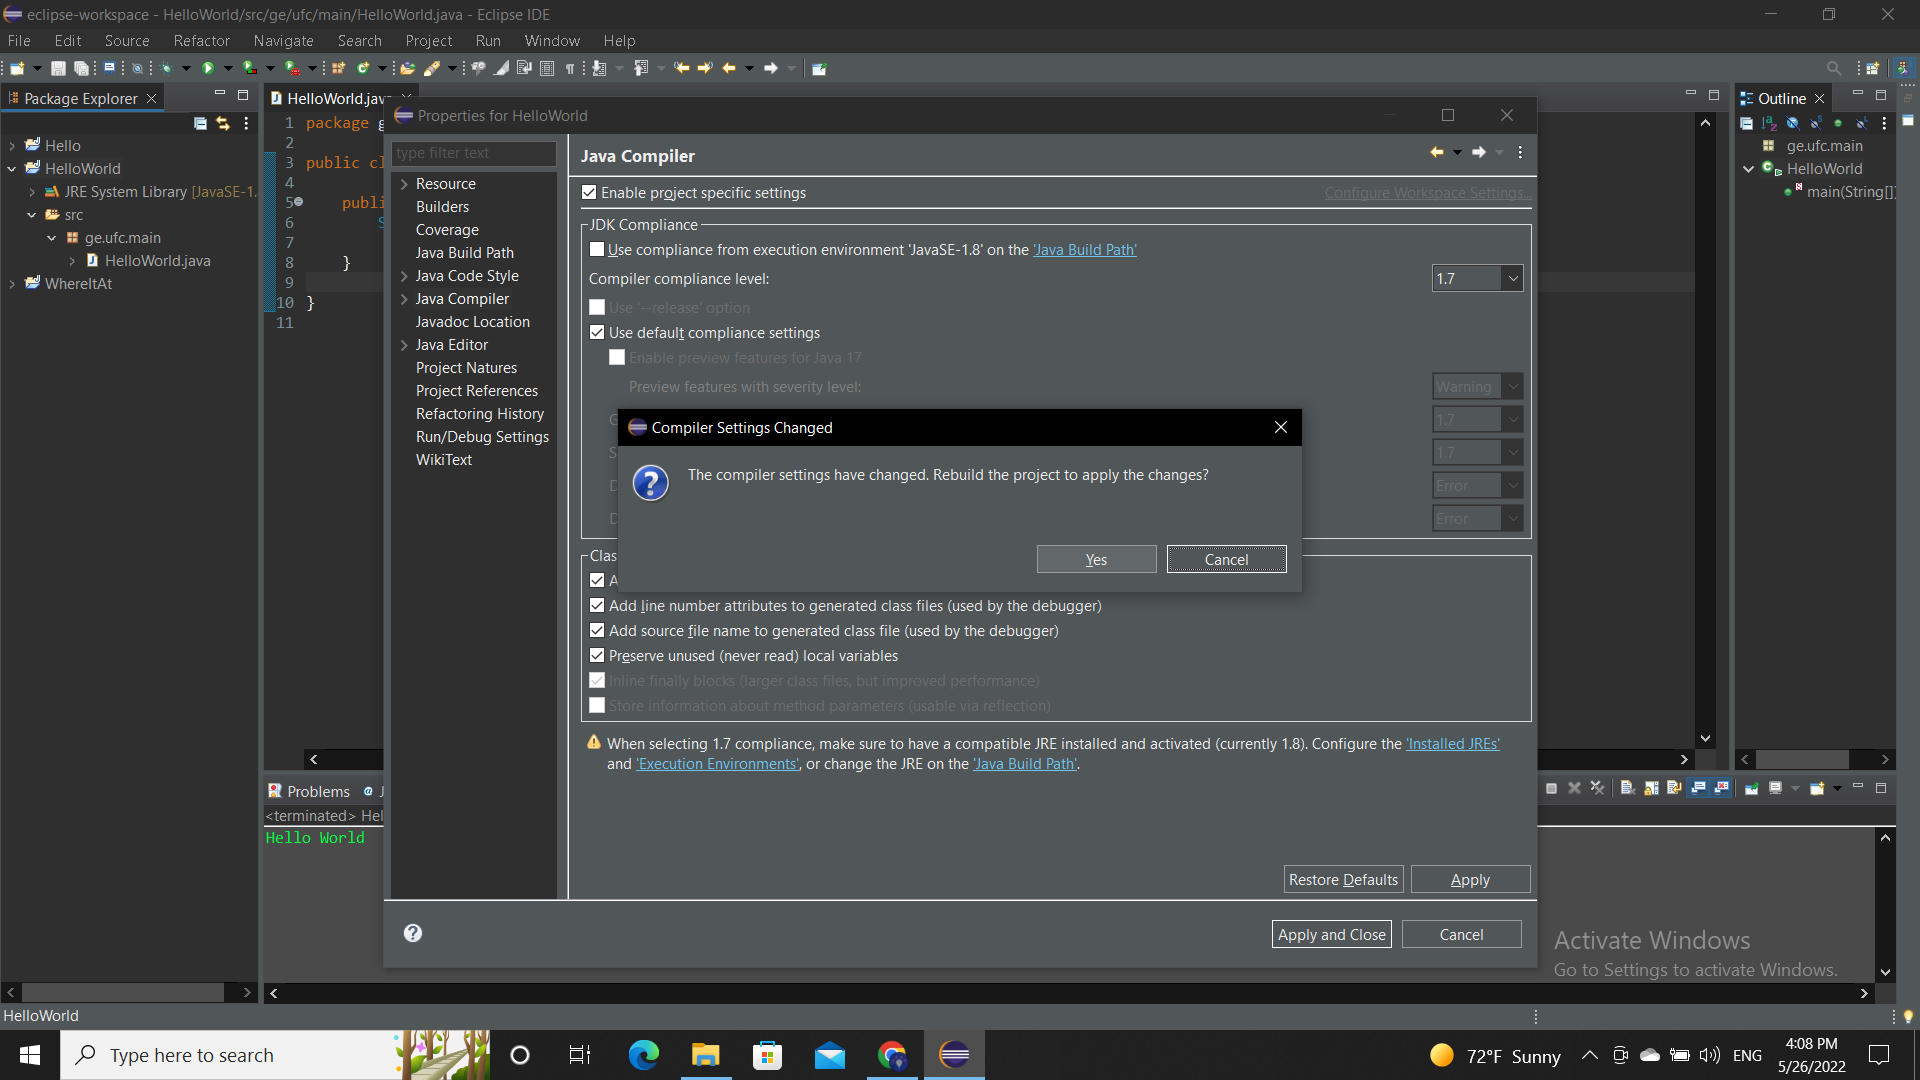 eclipse-workspace - HelloWorld/src/ge/ufc/main/HelloWorld.java - Eclipse IDE
File Edit Source Refactor Navigate Search Project Run Window Help
Package Explorer
Hello
HelloWorld
JRE System Library [JavaSE-1.
src
ge.ufc.main
HelloWorld.java
WhereItAt
HelloWorld.jav
1 package g
2
3 public cl
4
5 publi
6 S
7
8 }
9
10 }
11
Properties for HelloWorld
type filter text
Resource
Builders
Coverage
Java Build Path
Java Code Style
Java Compiler
Javadoc Location
Java Editor
Project Natures
Project References
Refactoring History
Run/Debug Settings
WikiText
Java Compiler
Enable project specific settings
Configure Workspace Settings...
JDK Compliance
Use compliance from execution environment 'JavaSE-1.8' on the 'Java Build Path'
Compiler compliance level: 1.7
Use '--release' option
Use default compliance settings
Enable preview features for Java 17
Preview features with severity level: Warning
G 1.7
S 1.7
D Error
D Error
Compiler Settings Changed
The compiler settings have changed. Rebuild the project to apply the changes?
Yes Cancel
Clas
A
Add line number attributes to generated class files (used by the debugger)
Add source file name to generated class file (used by the debugger)
Preserve unused (never read) local variables
Inline finally blocks (larger class files, but improved performance)
Store information about method parameters (usable via reflection)
When selecting 1.7 compliance, make sure to have a compatible JRE installed and activated (currently 1.8). Configure the 'Installed JREs'
and 'Execution Environments', or change the JRE on the 'Java Build Path'.
Restore Defaults Apply
Apply and Close Cancel
Outline
ge.ufc.main
HelloWorld
main(String[])
Problems @ J
<terminated> Hel
Hello World
Activate Windows
Go to Settings to activate Windows.
HelloWorld
Type here to search
72°F Sunny
ENG
4:08 PM
5/26/2022